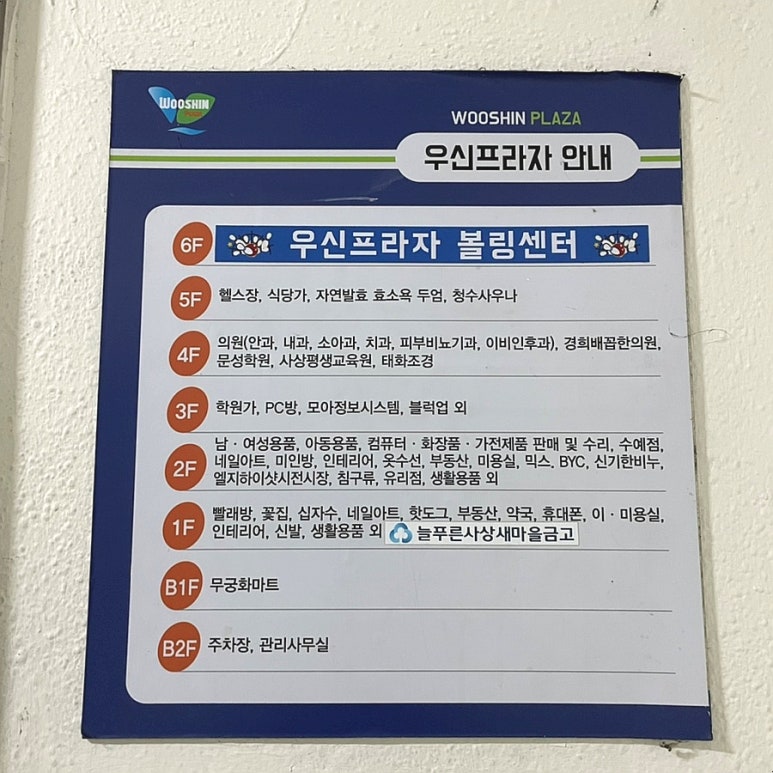 WOOSHIN
PLAZA
WOOSHIN PLAZA
우신프라자 안내
6F 우신프라자 볼링센터
5F 헬스장, 식당가, 자연발효 효소욕 두엄, 청수사우나
4F 의원(안과, 내과, 소아과, 치과, 피부비뇨기과, 이비인후과), 경희배꼽한의원,
문성학원, 사상평생교육원, 태화조경
3F 학원가, PC방, 모아정보시스템, 블럭업 외
2F 남·여성용품, 아동용품, 컴퓨터·화장품·가전제품 판매 및 수리, 수예점,
네일아트, 미인방, 인테리어, 옷수선, 부동산, 미용실, 믹스. BYC, 신기한비누,
엘지하이샷시전시장, 침구류, 유리점, 생활용품 외
1F 빨래방, 꽃집, 십자수, 네일아트, 핫도그, 부동산, 약국, 휴대폰, 이·미용실,
인테리어, 신발, 생활용품 외 늘푸른사상새마을금고
B1F 무궁화마트
B2F 주차장, 관리사무실